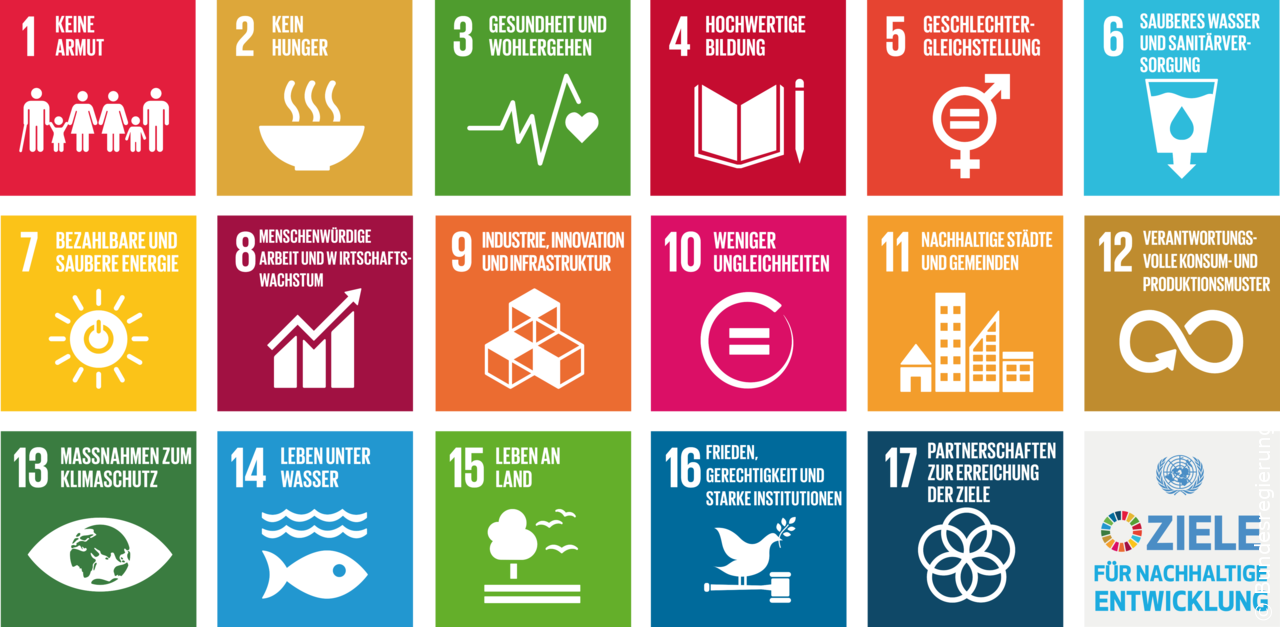 1 KEINE
ARMUT
2 KEIN
HUNGER
3 GESUNDHEIT UND
WOHLERGEHEN
4 HOCHWERTIGE
BILDUNG
5 GESCHLECHTER-
GLEICHSTELLUNG
6 SAUBERES WASSER
UND SANITÄRVER-
SORGUNG
7 BEZAHLBARE UND
SAUBERE ENERGIE
8 MENSCHENWÜRDIGE
ARBEIT UND WIRTSCHAFTS-
WACHSTUM
9 INDUSTRIE, INNOVATION
UND INFRASTRUKTUR
10 WENIGER
UNGLEICHHEITEN
11 NACHHALTIGE STÄDTE
UND GEMEINDEN
12 VERANTWORTUNGS-
VOLLE KONSUM- UND
PRODUKTIONSMUSTER
13 MASSNAHMEN ZUM
KLIMASCHUTZ
14 LEBEN UNTER
WASSER
15 LEBEN AN
LAND
16 FRIEDEN,
GERECHTIGKEIT UND
STARKE INSTITUTIONEN
17 PARTNERSCHAFTEN
ZUR ERREICHUNG
DER ZIELE
ZIELE
FÜR NACHHALTIGE
ENTWICKLUNG
© Bundesregierung